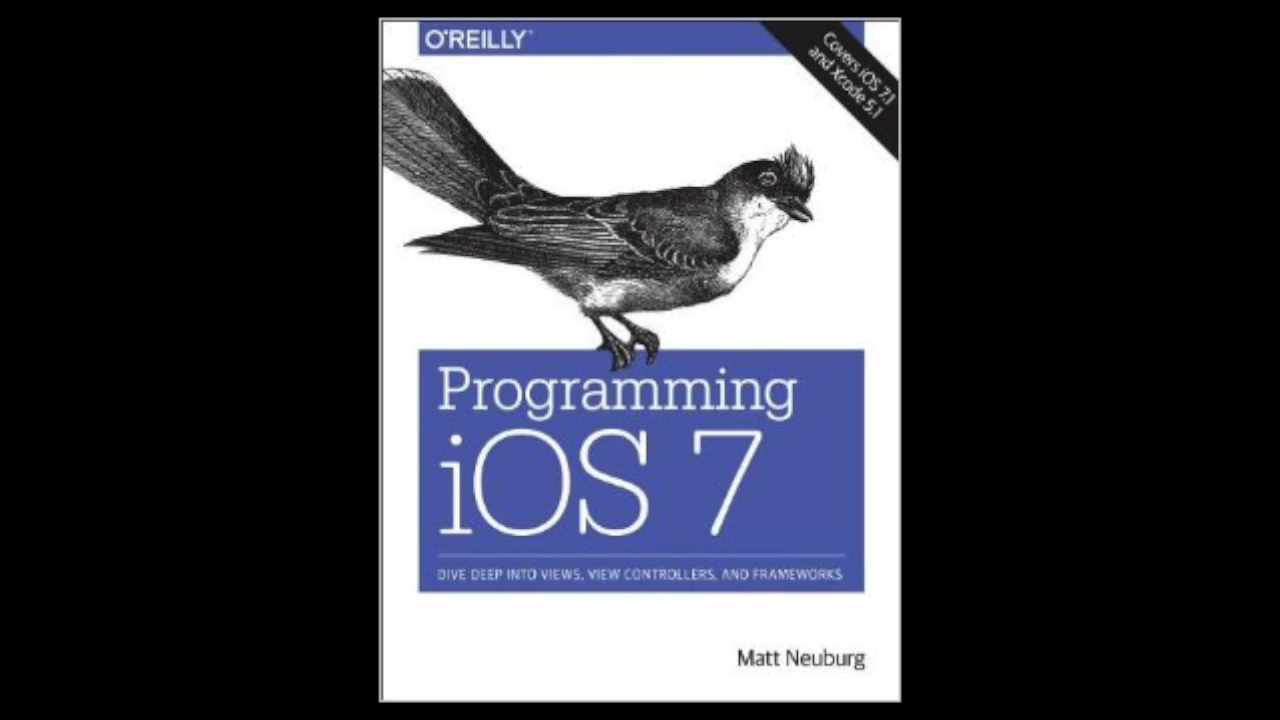 O'REILLY®
Covers iOS 7.1
and Xcode 5.1
Programming
iOS 7
DIVE DEEP INTO VIEWS, VIEW CONTROLLERS, AND FRAMEWORKS
Matt Neuburg